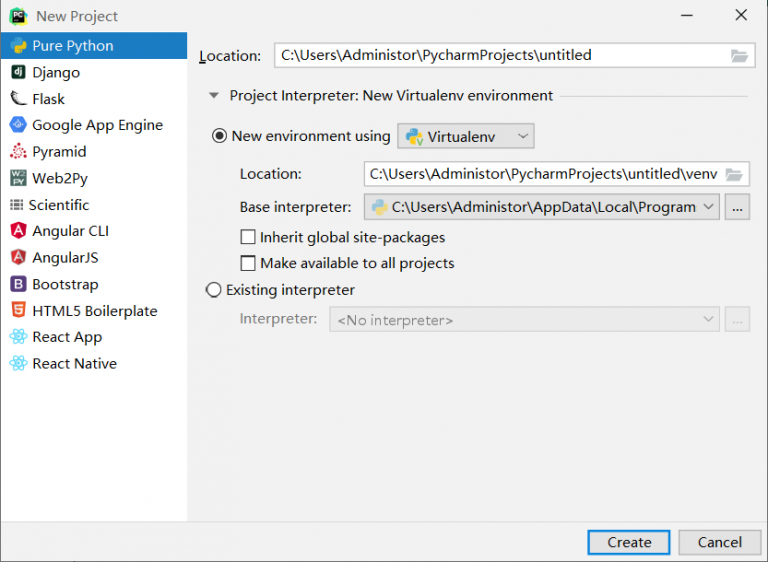 New Project
Pure Python
Django
Flask
Google App Engine
Pyramid
Web2Py
Scientific
Angular CLI
AngularJS
Bootstrap
HTML5 Boilerplate
React App
React Native
Location: C:\Users\Administor\PycharmProjects\untitled
Project Interpreter: New Virtualenv environment
New environment using Virtualenv
Location: C:\Users\Administor\PycharmProjects\untitled\venv
Base interpreter: C:\Users\Administor\AppData\Local\Program ...
Inherit global site-packages
Make available to all projects
Existing interpreter
Interpreter: <No interpreter> ...
Create Cancel